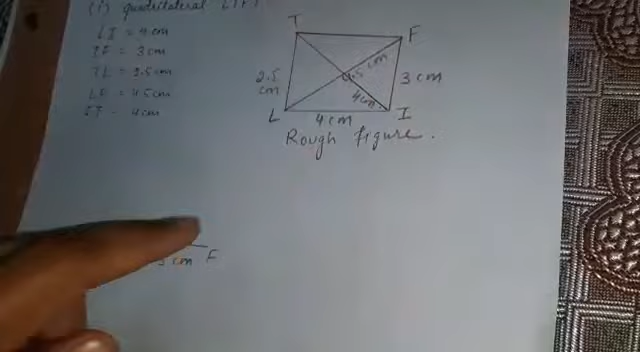 (i) quadrilateral LIFT
LI = 4 cm
IF = 3 cm
TL = 2.5 cm
LF = 4.5 cm
IT = 4 cm
T
F
4.5 cm
2.5 cm
3 cm
4 cm
L
4 cm
I
Rough figure.
cm F